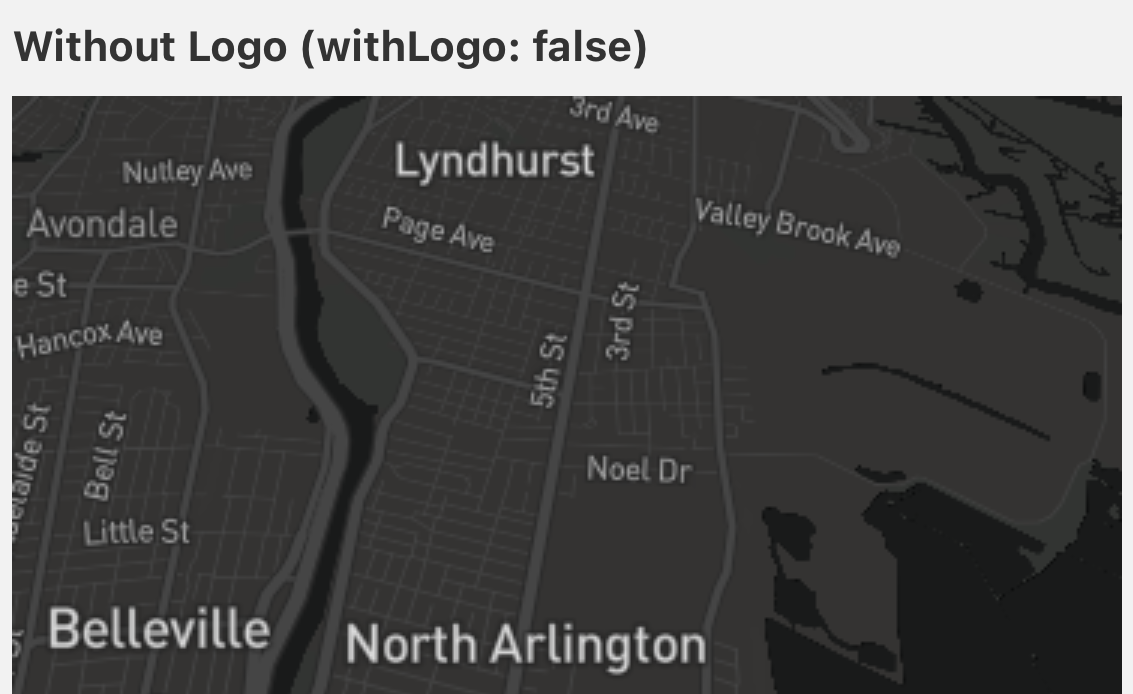 Without Logo (withLogo: false)
3rd Ave
Lyndhurst
Nutley Ave
Avondale
Page Ave
Valley Brook Ave
e St
3rd St
Hancox Ave
5th St
Bell St
Noel Dr
Little St
Belleville
North Arlington